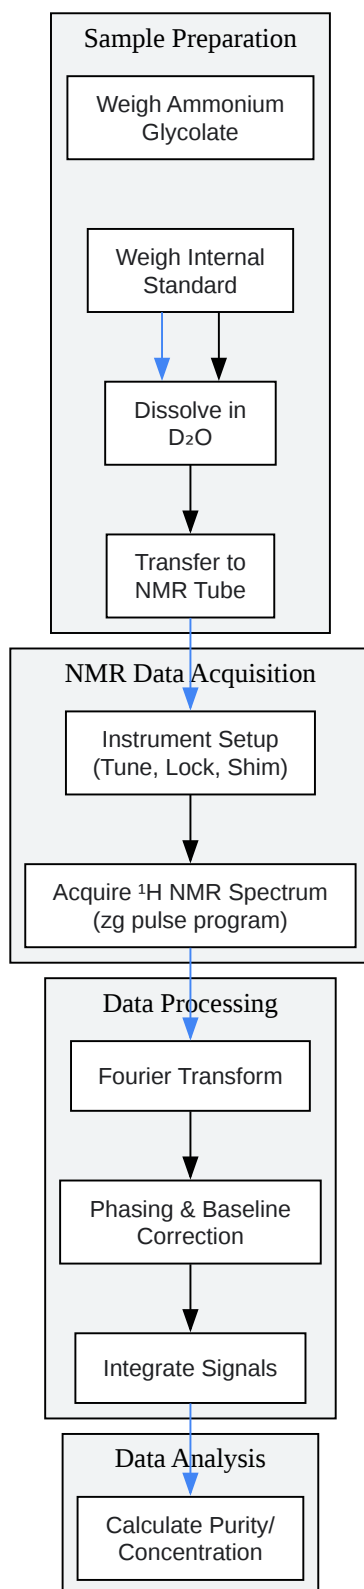 Sample Preparation
Weigh Ammonium
Glycolate
Weigh Internal
Standard
Dissolve in
D₂O
Transfer to
NMR Tube
NMR Data Acquisition
Instrument Setup
(Tune, Lock, Shim)
Acquire ¹H NMR Spectrum
(zg pulse program)
Data Processing
Fourier Transform
Phasing & Baseline
Correction
Integrate Signals
Data Analysis
Calculate Purity/
Concentration